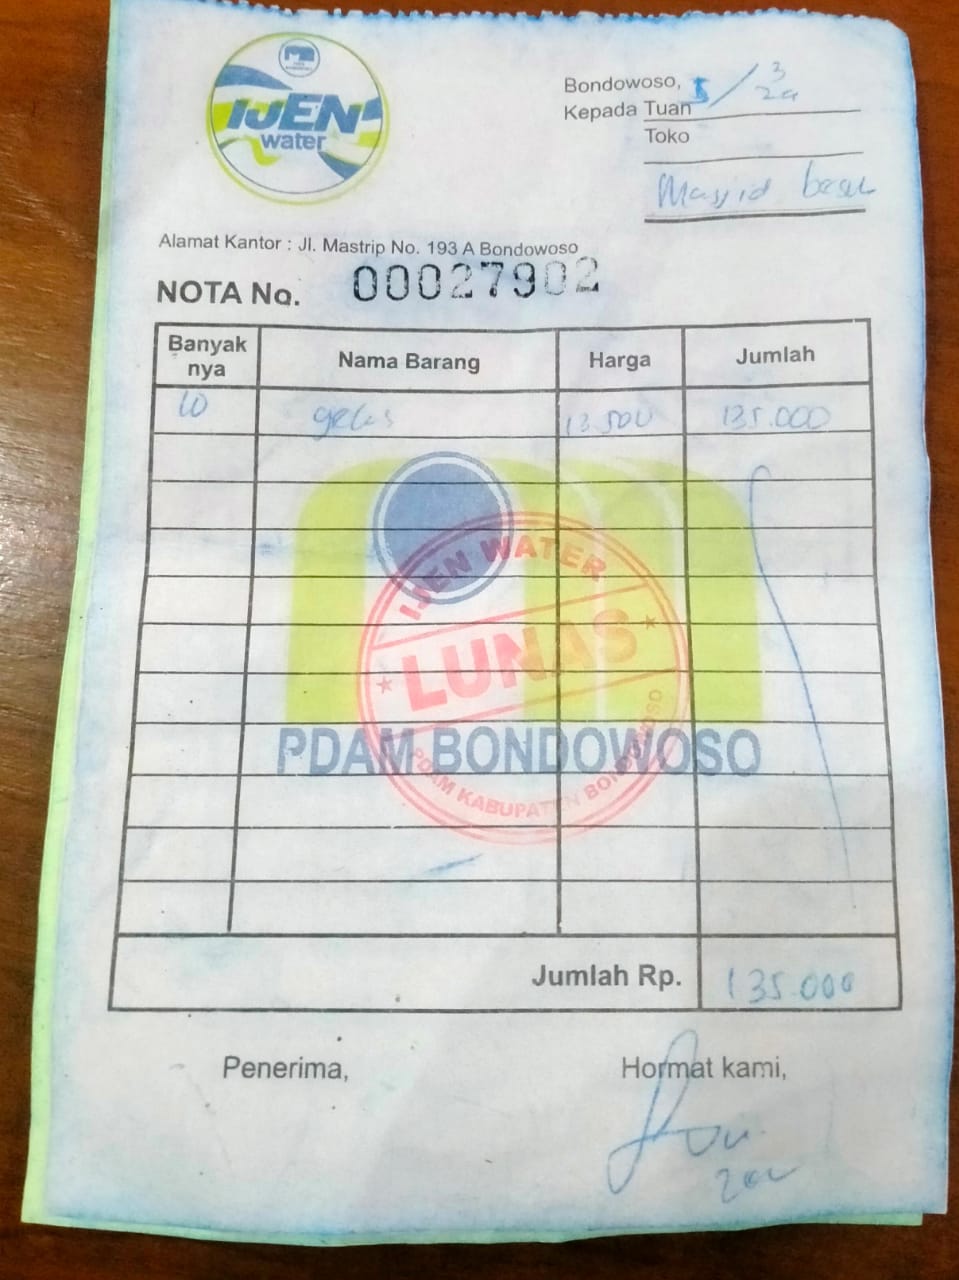 IJEN
water
Bondowoso, 5/3 24
Kepada Tuan
Toko
Masjid besar
Alamat Kantor : Jl. Mastrip No. 193 A Bondowoso
NOTA No. 00027902
Banyak nya Nama Barang Harga Jumlah
10 gelas 13.500 135.000
IJEN WATER
LUNAS
PDAM BONDOWOSO
PDAM KABUPATEN BONDOWOSO
Jumlah Rp. 135.000
Penerima, Hormat kami,